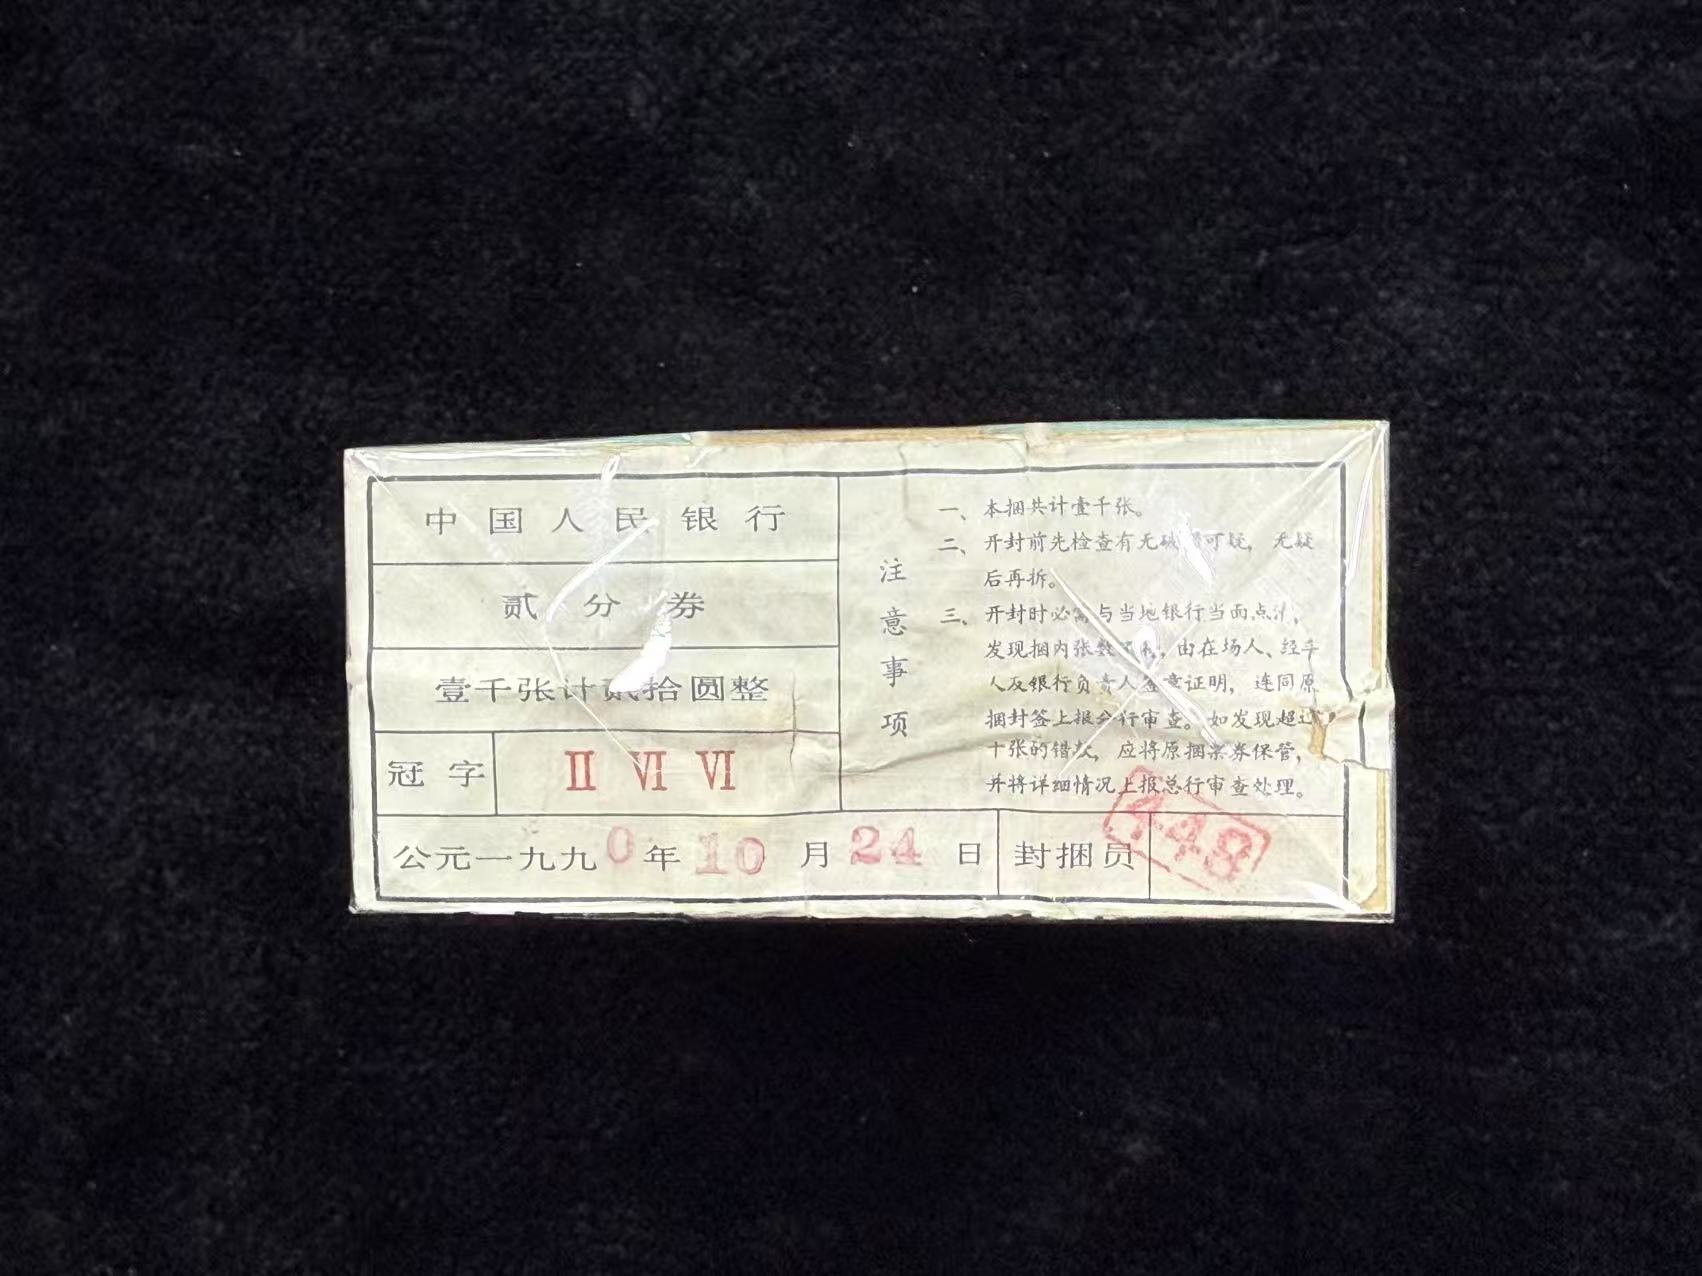 中国人民银行
贰分券
壹千张计贰拾圆整
冠字 Ⅱ Ⅵ Ⅵ
公元一九九0年10月24日
封捆员 448
注意事项
一、本捆共计壹千张。
二、开封前先检查有无破 可疑，无疑
后再拆。
三、开封时必需与当地银行当面点清，
发现捆内张数 ，由在场人、经手
人及银行负责人签章证明，连同原
捆封签上报分行审查。如发现超过
十张的错款，应将原捆票券保管，
并将详细情况上报总行审查处理。